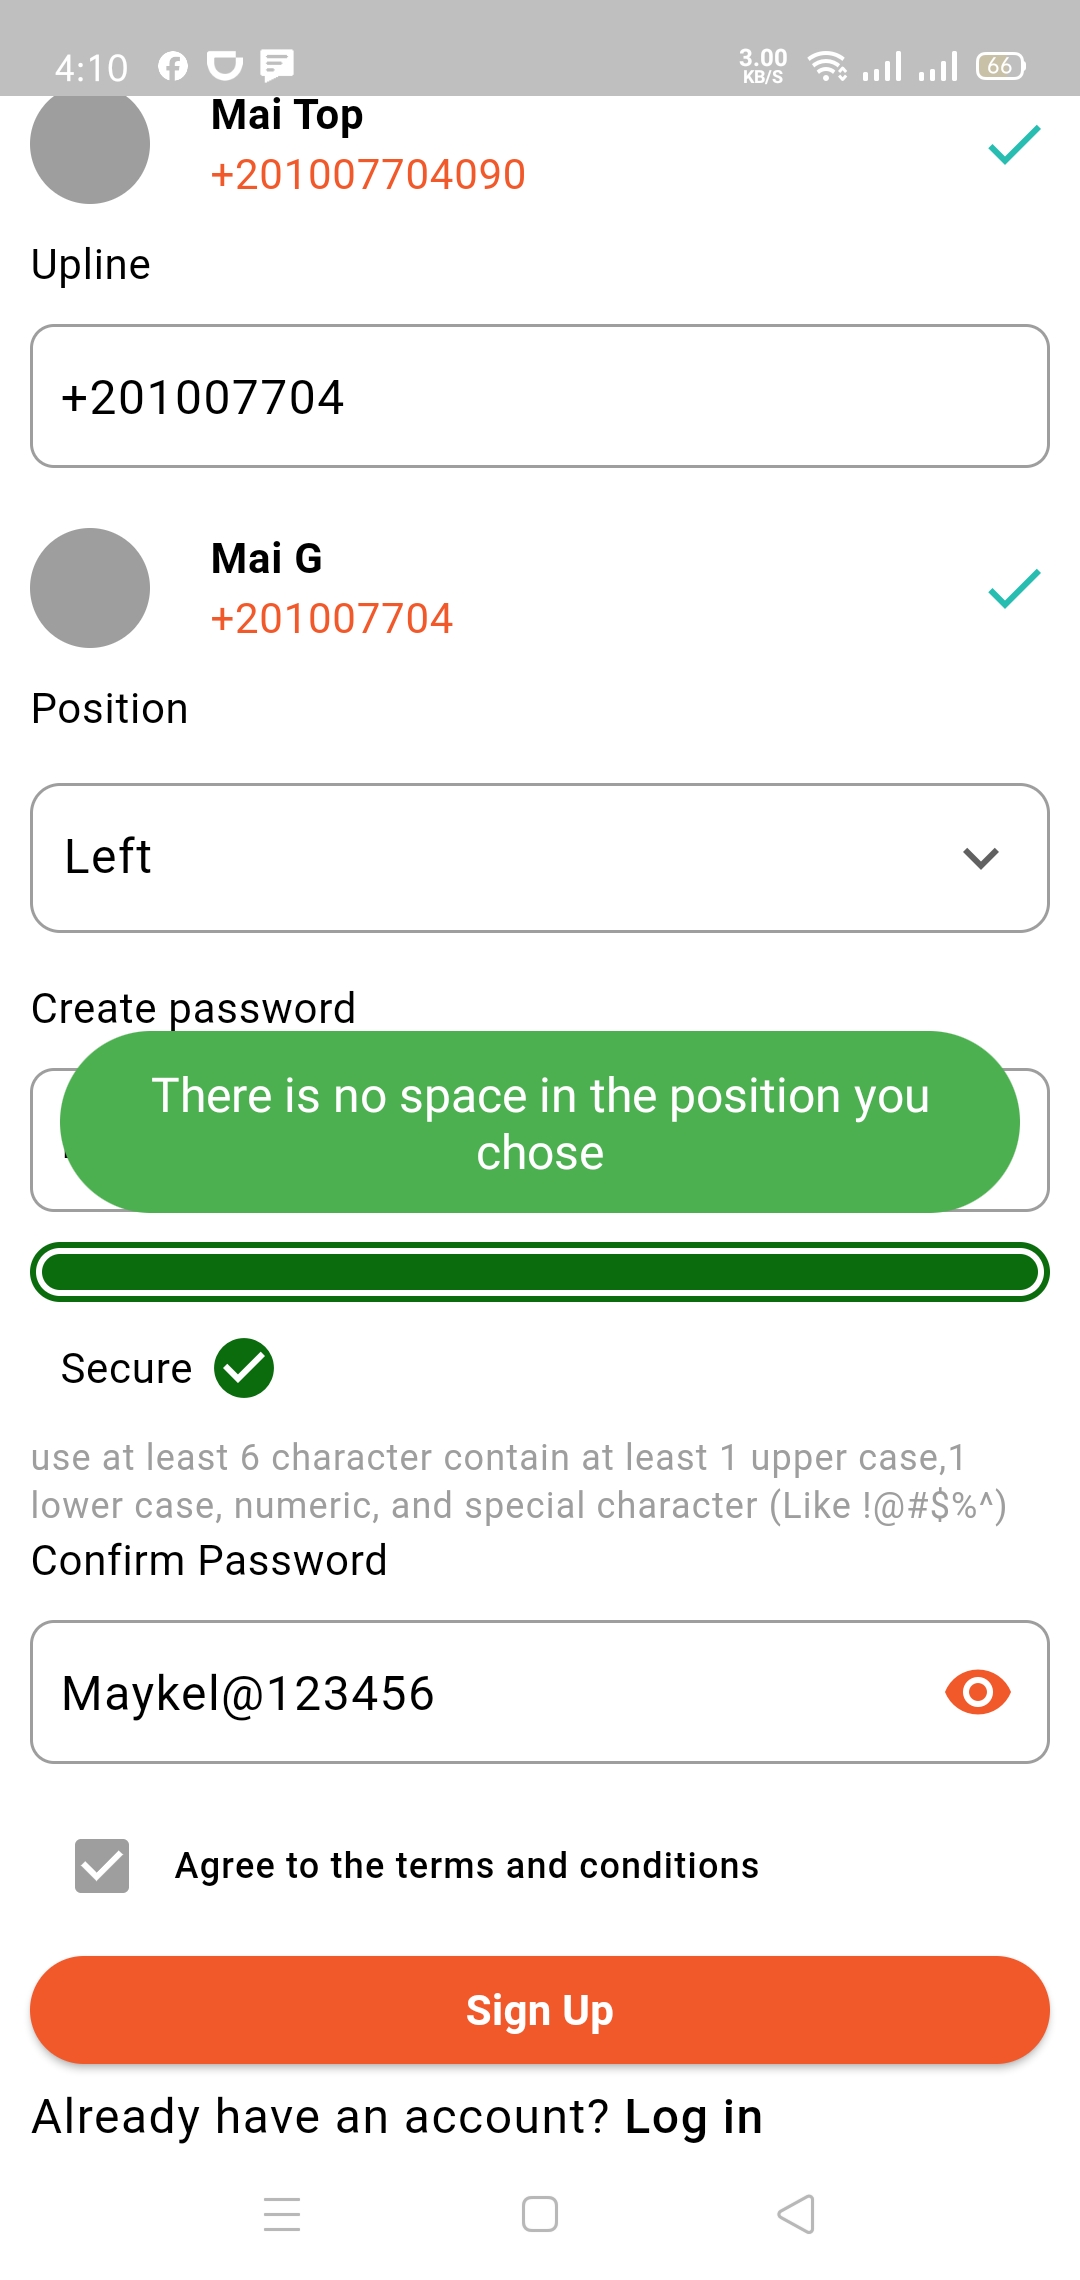 4:10
3.00
KB/S
66
Mai Top
+201007704090
Upline
+201007704
Mai G
+201007704
Position
Left
Create password
There is no space in the position you
chose
Secure
use at least 6 character contain at least 1 upper case,1
lower case, numeric, and special character (Like !@#$%^)
Confirm Password
Maykel@123456
Agree to the terms and conditions
Sign Up
Already have an account? Log in